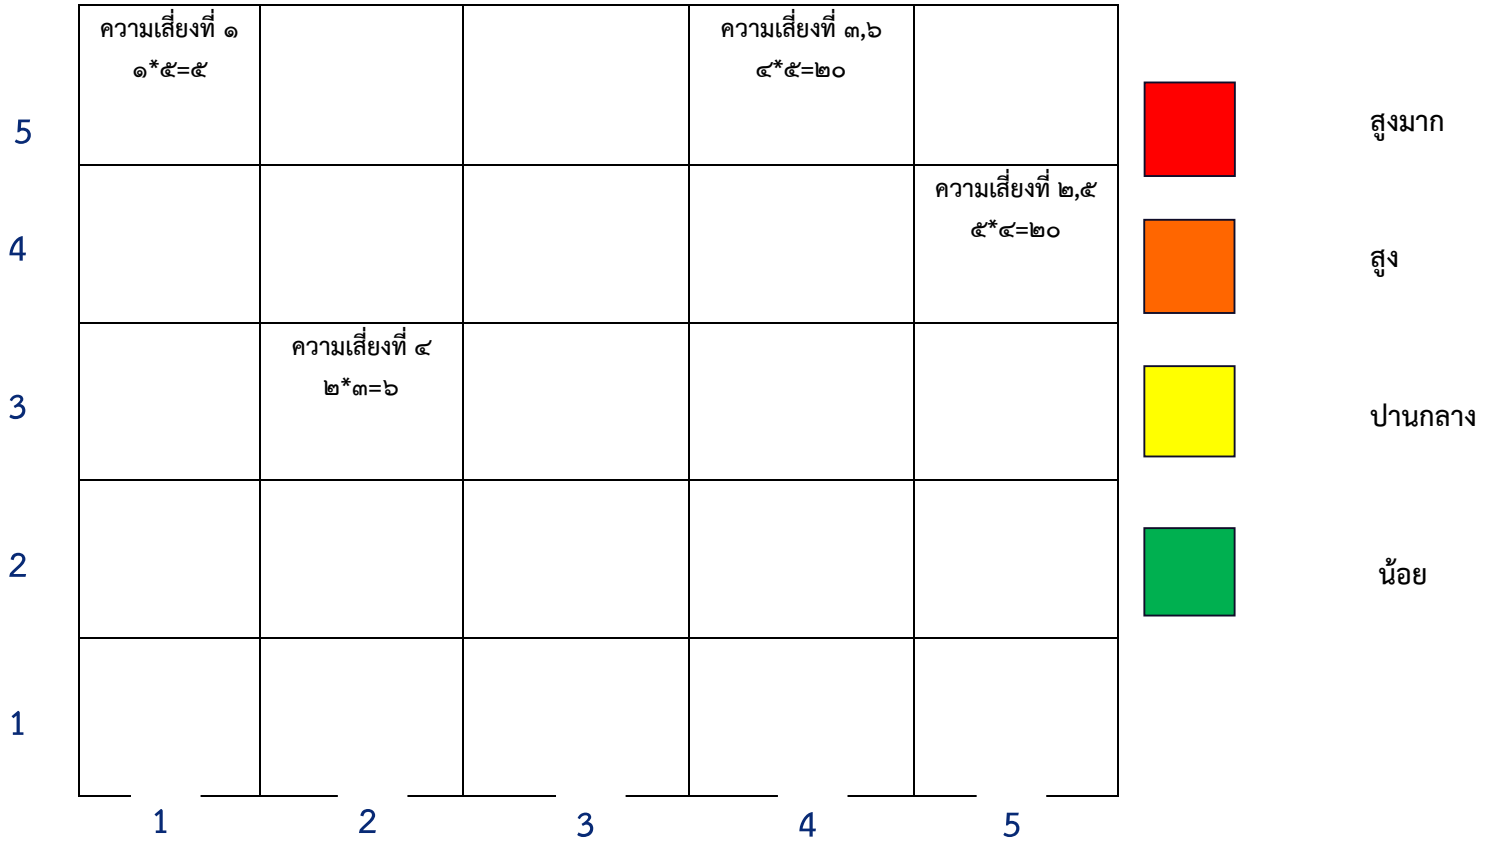 ความเสี่ยงที่ ๑
๑*๕=๕
ความเสี่ยงที่ ๓,๖
๔*๕=๒๐
5
สูงมาก
ความเสี่ยงที่ ๒,๕
๕*๔=๒๐
4
สูง
ความเสี่ยงที่ ๔
๒*๓=๖
3
ปานกลาง
2
น้อย
1
1
2
3
4
5